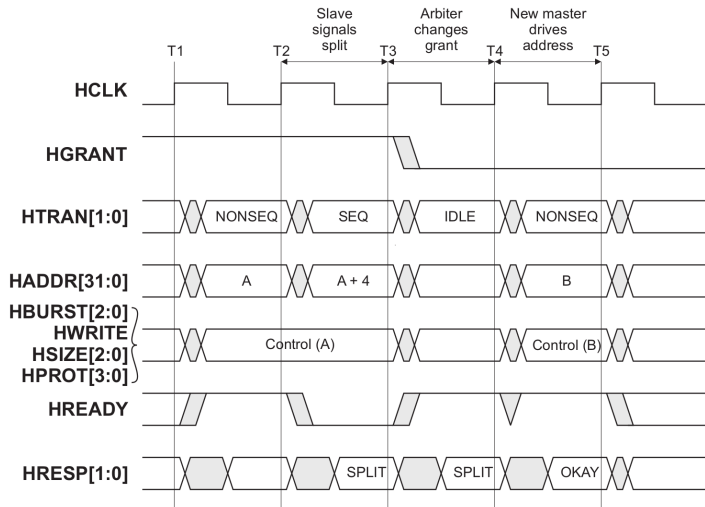 Slave
signals
split
Arbiter
changes
grant
New master
drives
address
T1 T2 T3 T4 T5
HCLK
HGRANT
HTRAN[1:0] NONSEQ SEQ IDLE NONSEQ
HADDR[31:0] A A + 4 B
HBURST[2:0]
HWRITE Control (A) Control (B)
HSIZE[2:0]
HPROT[3:0]
HREADY
HRESP[1:0] SPLIT SPLIT OKAY